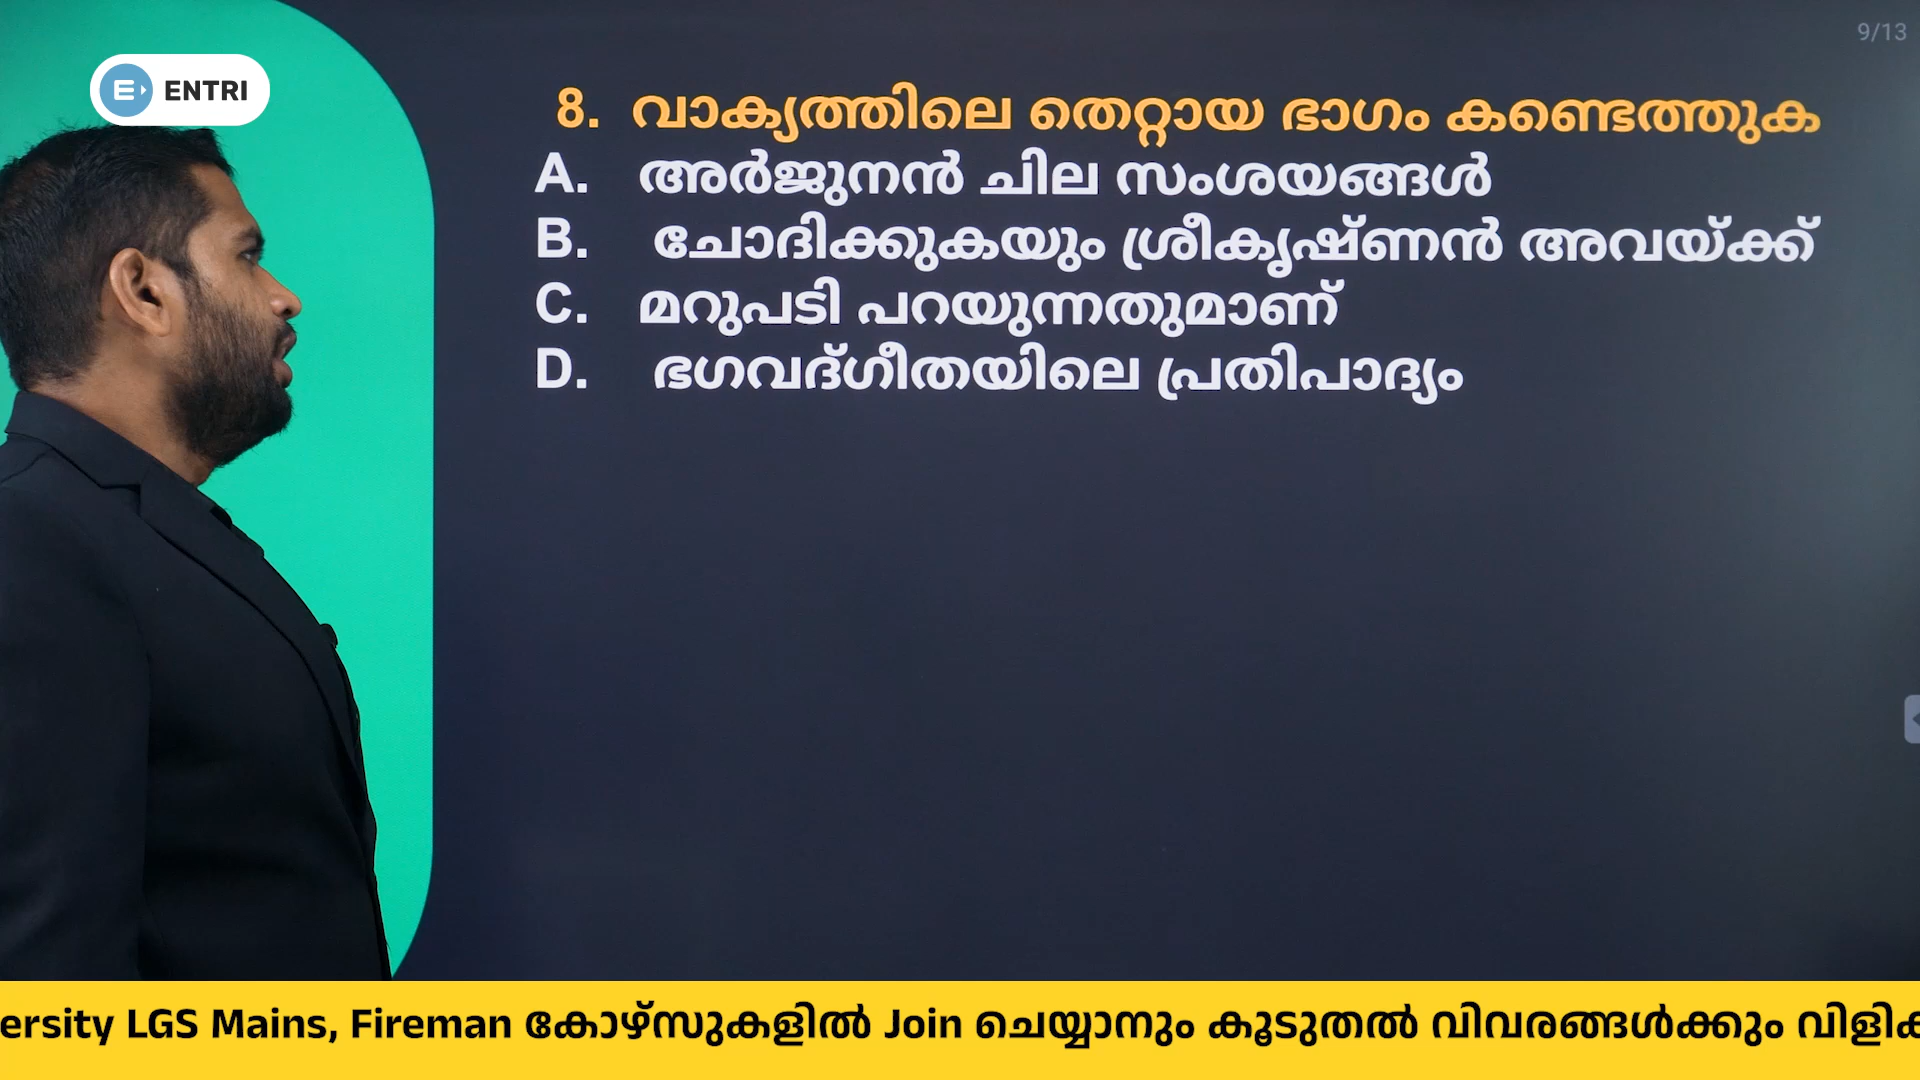 9/13
ENTRI
8. വാക്യത്തിലെ തെറ്റായ ഭാഗം കണ്ടെത്തുക
A. അർജുനൻ ചില സംശയങ്ങൾ
B. ചോദിക്കുകയും ശ്രീകൃഷ്ണൻ അവയ്ക്ക്
C. മറുപടി പറയുന്നതുമാണ്
D. ഭഗവദ്ഗീതയിലെ പ്രതിപാദ്യം
ersity LGS Mains, Fireman കോഴ്സുകളിൽ Join ചെയ്യാനും കൂടുതൽ വിവരങ്ങൾക്കും വിളിക